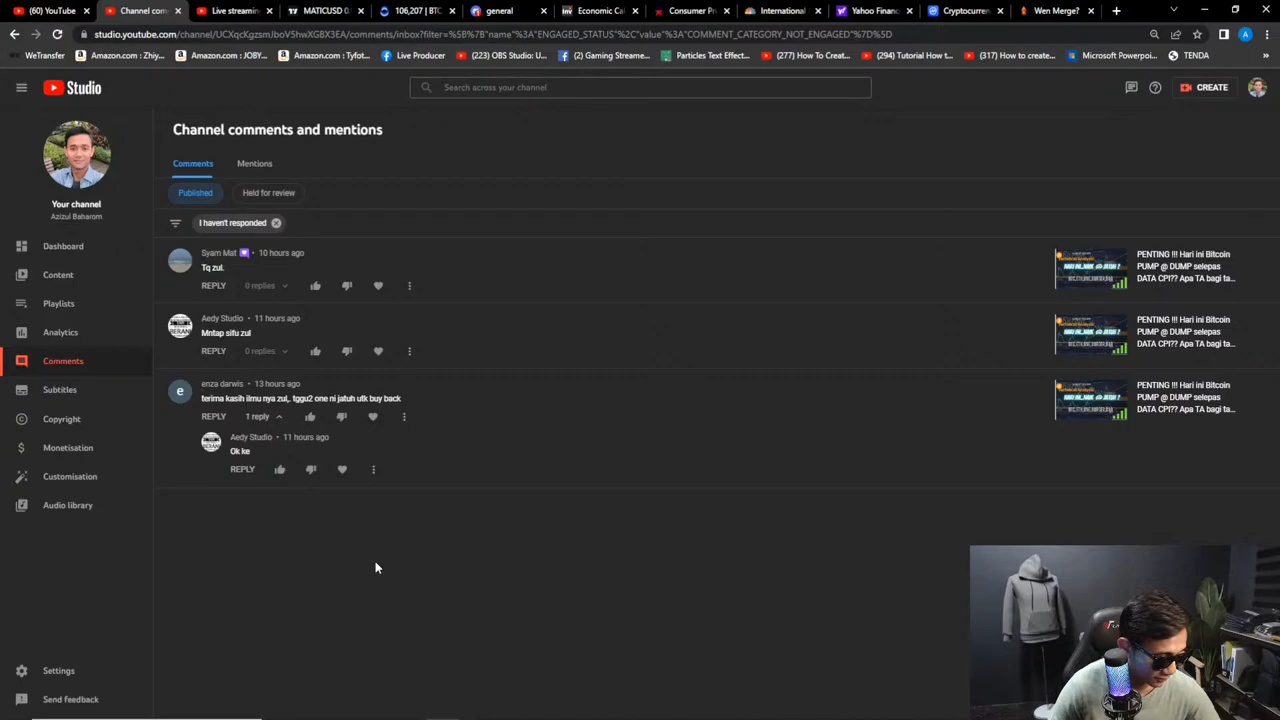 (60) YouTube
Channel com
Live streaming
MATICUSD 0.
106,207 | BTC
general
Economic Cal
Consumer Pr
International
Yahoo Financ
Cryptocurren
Wen Merge?
studio.youtube.com/channel/UCXqcKgzsmJboV5hwXGBX3EA/comments/inbox?filter=%5B%7B"name"%3A"ENGAGED_STATUS"%2C"value"%3A"COMMENT_CATEGORY_NOT_ENGAGED"%7D%5D
WeTransfer
Amazon.com : Zhiy...
Amazon.com : JOBY...
Amazon.com : Tyfot...
Live Producer
(223) OBS Studio: U...
(2) Gaming Streame...
Particles Text Effect...
(277) How To Creat...
(294) Tutorial How t...
(317) How to create...
Microsoft Powerpoi...
TENDA
Studio
Search across your channel
CREATE
Channel comments and mentions
Comments
Mentions
Published
Held for review
I haven't responded
Your channel
Azizul Baharom
Dashboard
Content
Playlists
Analytics
Comments
Subtitles
Copyright
Monetisation
Customisation
Audio library
Settings
Send feedback
Syam Mat • 10 hours ago
Tq zul.
REPLY 0 replies
PENTING !!! Hari ini Bitcoin
PUMP @ DUMP selepas
DATA CPI?? Apa TA bagi ta...
Aedy Studio • 11 hours ago
Mntap sifu zul
REPLY 0 replies
PENTING !!! Hari ini Bitcoin
PUMP @ DUMP selepas
DATA CPI?? Apa TA bagi ta...
enza darwis • 13 hours ago
terima kasih ilmu nya zul,. tggu2 one ni jatuh utk buy back
REPLY 1 reply
PENTING !!! Hari ini Bitcoin
PUMP @ DUMP selepas
DATA CPI?? Apa TA bagi ta...
Aedy Studio • 11 hours ago
Ok ke
REPLY